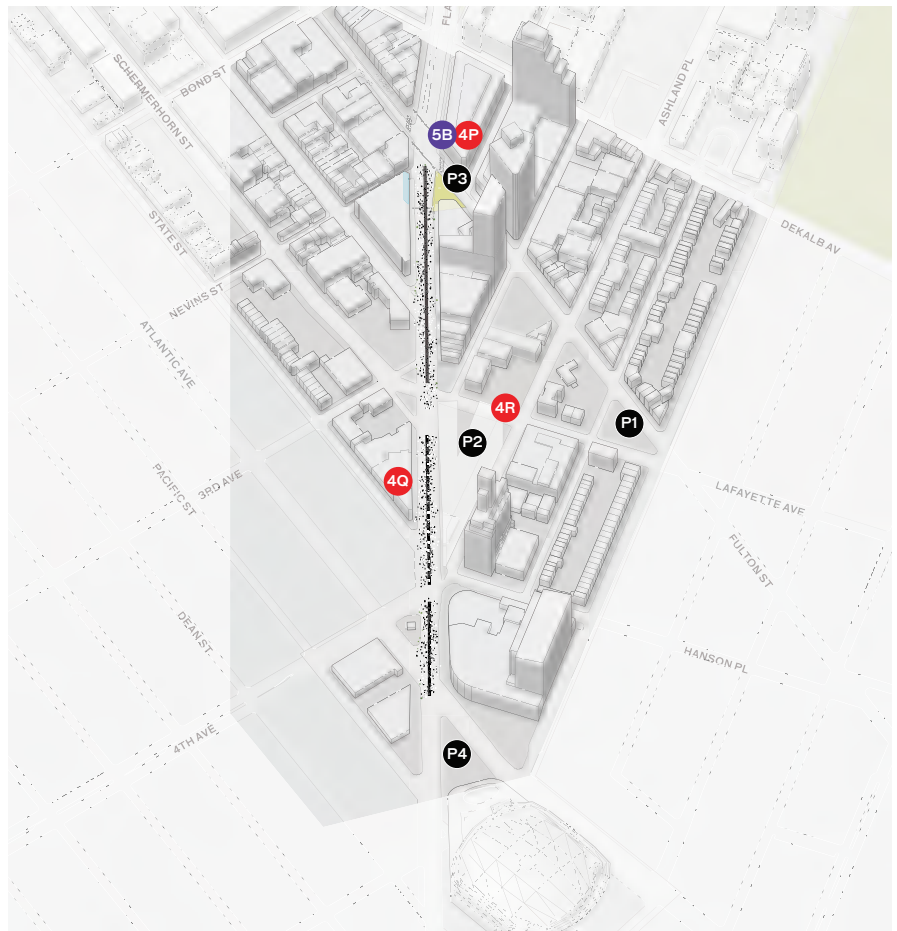 FLA
SCHERMERHORN ST
BOND ST
ASHLAND PL
5B
4P
P3
STATE ST
DEKALB AV
NEVINS ST
ATLANTIC AVE
4R
P1
P2
4Q
PACIFIC ST
3RD AVE
LAFAYETTE AVE
FULTON ST
DEAN ST
HANSON PL
4TH AVE
P4